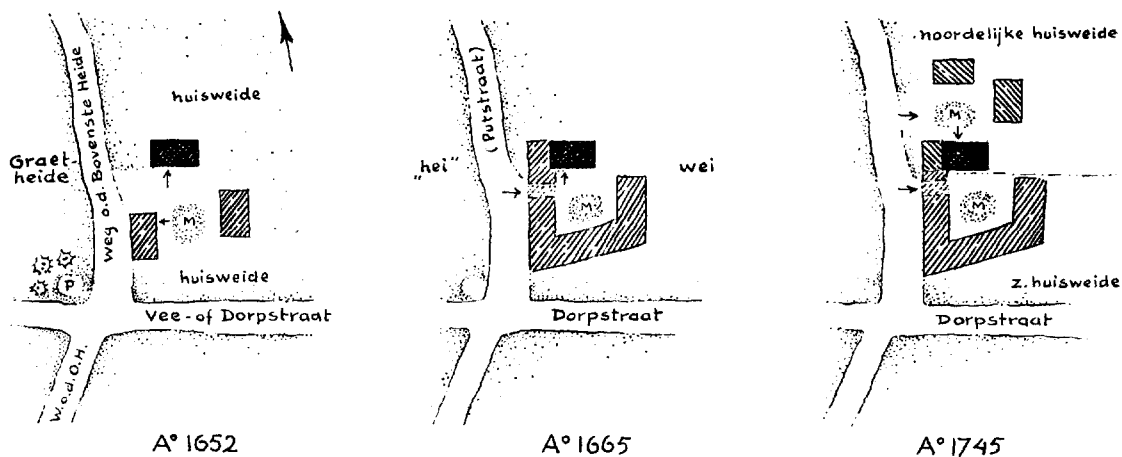 huisweide
Graet-
heide
Weg o.d. Bovenste Heide
M
huisweide
P.
Vee- of Dorpstraat
W.o.d.O.H.
A° 1652
(Putstraat)
"hei"
wei
M
Dorpstraat
A° 1665
noordelijke huisweide
M
M
z. huisweide
Dorpstraat
A° 1745